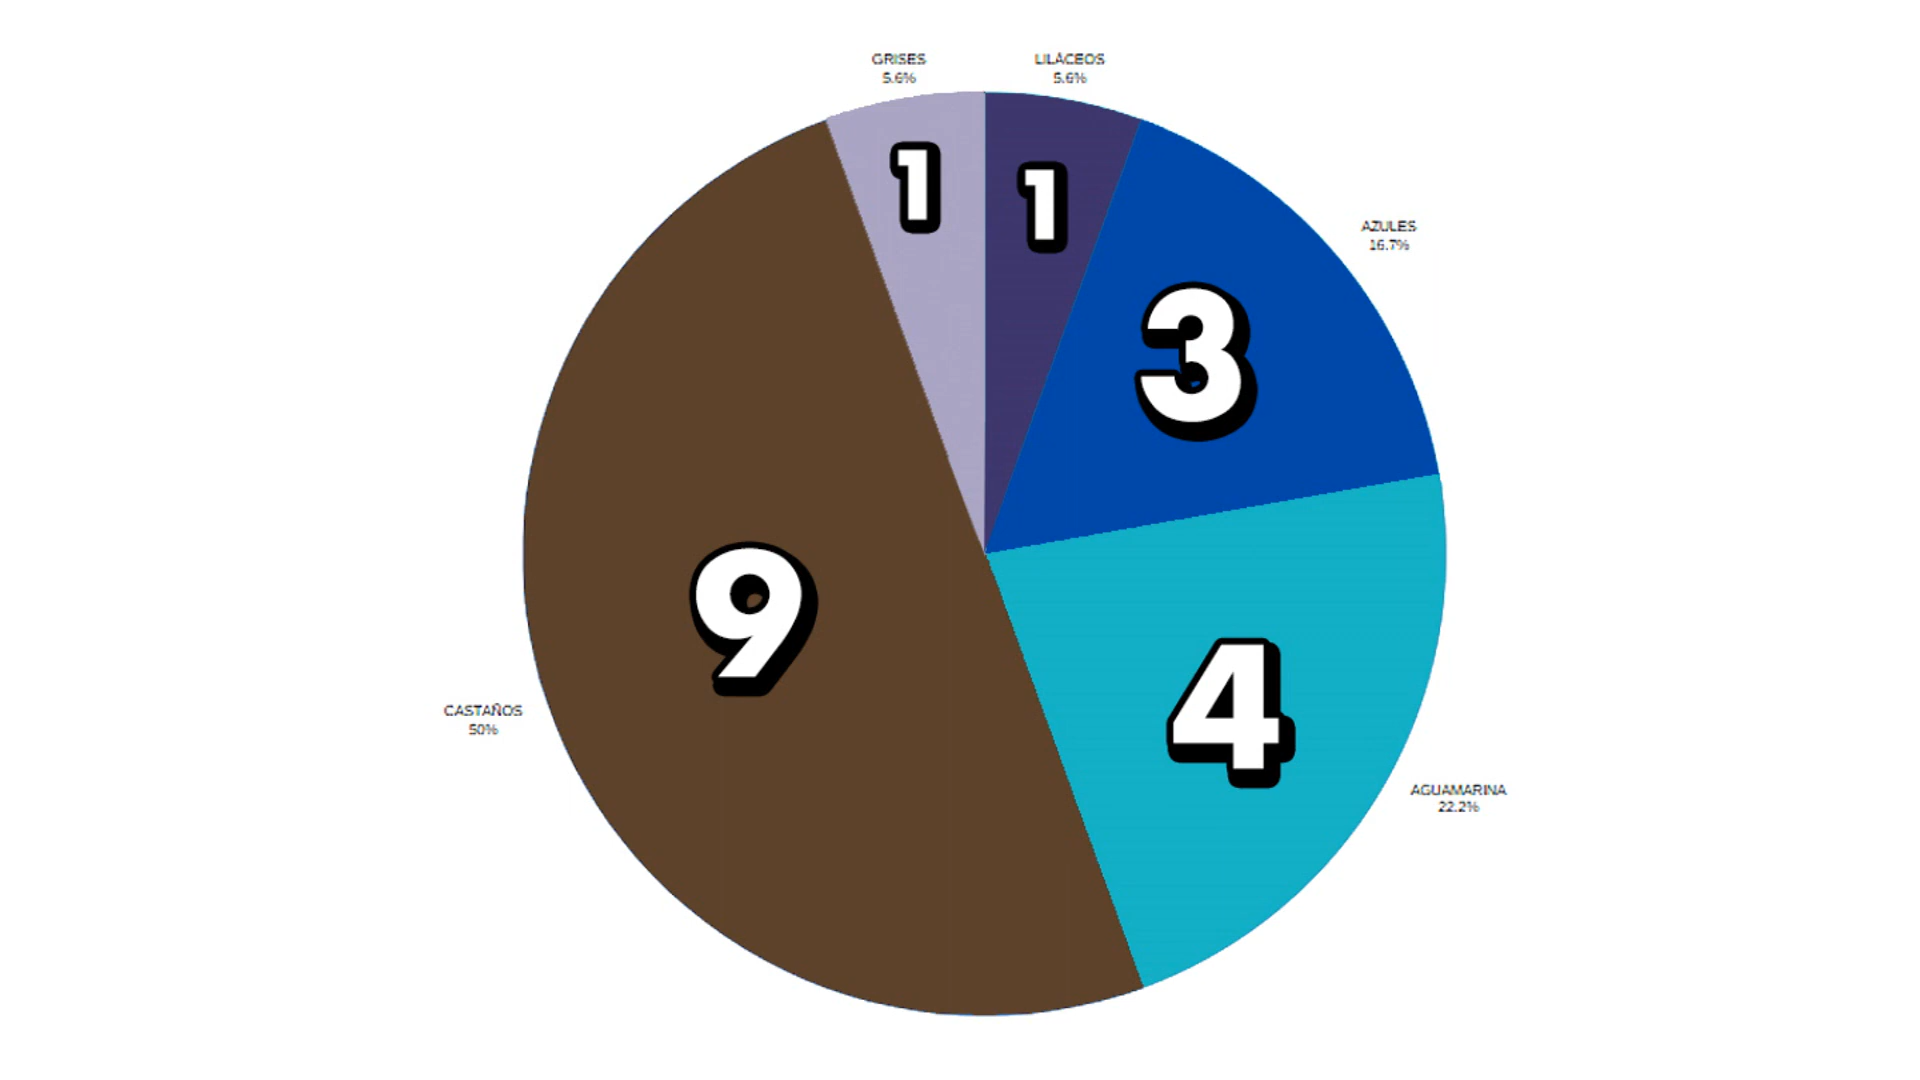 GRISES
5.6%
LILÁCEOS
5.6%
1
1
AZULES
16.7%
3
9
4
CASTAÑOS
50%
AGUAMARINA
22.2%